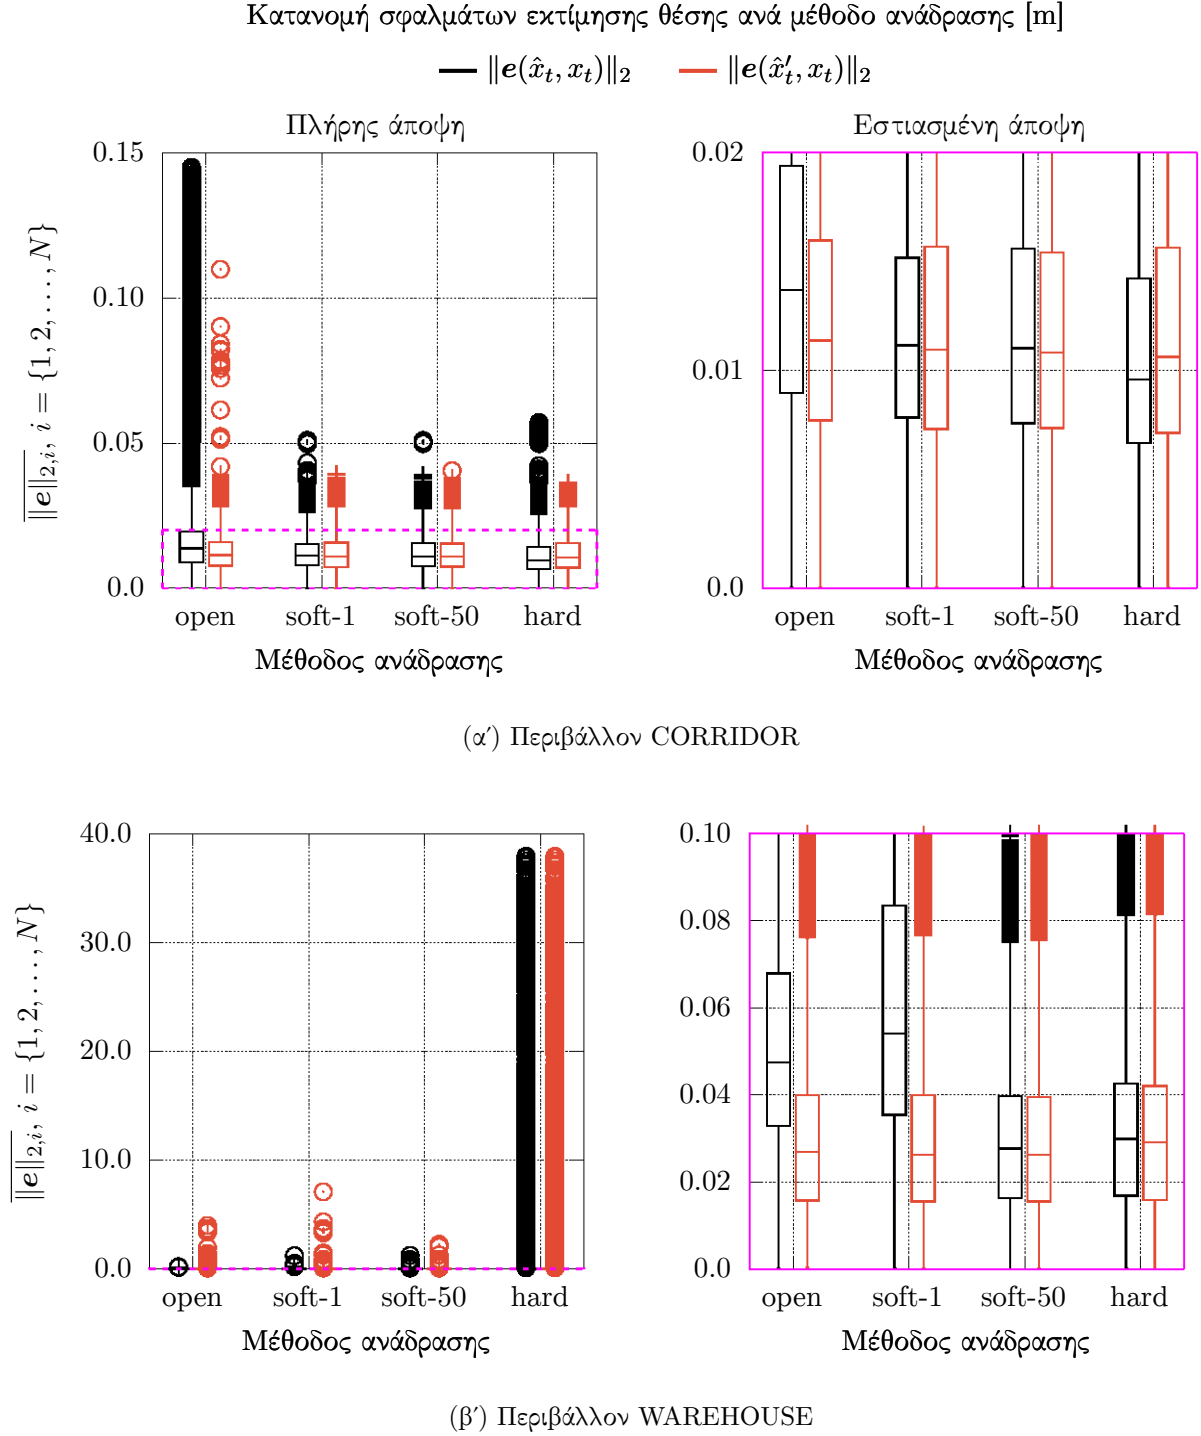 Κατανομή σφαλμάτων εκτίμησης θέσης ανά μέθοδο ανάδρασης [m]
‖e(x̂_t, x_t)‖_2 ‖e(x̂'_t, x_t)‖_2
Πλήρης άποψη
‖e‖_{2,i}, i = {1, 2, ..., N}
0.15
0.10
0.05
0.0
open soft-1 soft-50 hard
Μέθοδος ανάδρασης
Εστιασμένη άποψη
0.02
0.01
0.0
open soft-1 soft-50 hard
Μέθοδος ανάδρασης
(αʹ) Περιβάλλον CORRIDOR
‖e‖_{2,i}, i = {1, 2, ..., N}
40.0
30.0
20.0
10.0
0.0
open soft-1 soft-50 hard
Μέθοδος ανάδρασης
0.10
0.08
0.06
0.04
0.02
0.0
open soft-1 soft-50 hard
Μέθοδος ανάδρασης
(βʹ) Περιβάλλον WAREHOUSE